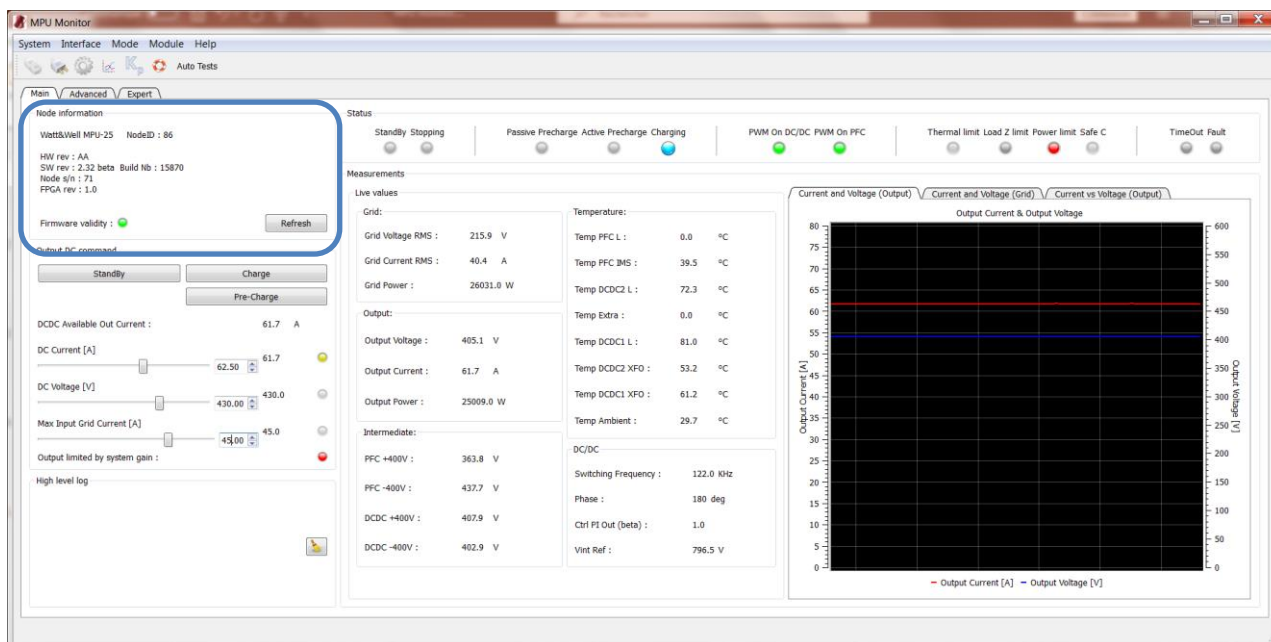 MPU Monitor
System Interface Mode Module Help
Auto Tests
Main Advanced Expert
Node information
Watt&Well MPU-25 NodeID : 86
HW rev : AA
SW rev : 2.32 beta Build Nb : 15870
Node s/n : 71
FPGA rev : 1.0
Firmware validity :
Refresh
Output DC command
StandBy
Charge
Pre-Charge
DCDC Available Out Current : 61.7 A
DC Current [A]
62.50 61.7
DC Voltage [V]
430.00 430.0
Max Input Grid Current [A]
45.00 45.0
Output limited by system gain :
High level log
Status
StandBy Stopping Passive Precharge Active Precharge Charging PWM On DC/DC PWM On PFC Thermal limit Load Z limit Power limit Safe C TimeOut Fault
Measurements
Live values
Grid:
Grid Voltage RMS : 215.9 V
Grid Current RMS : 40.4 A
Grid Power : 26031.0 W
Output:
Output Voltage : 405.1 V
Output Current : 61.7 A
Output Power : 25009.0 W
Intermediate:
PFC +400V : 363.8 V
PFC -400V : 437.7 V
DCDC +400V : 407.9 V
DCDC -400V : 402.9 V
Temperature:
Temp PFC L : 0.0 ºC
Temp PFC IMS : 39.5 ºC
Temp DCDC2 L : 72.3 ºC
Temp Extra : 0.0 ºC
Temp DCDC1 L : 81.0 ºC
Temp DCDC2 XFO : 53.2 ºC
Temp DCDC1 XFO : 61.2 ºC
Temp Ambient : 29.7 ºC
DC/DC
Switching Frequency : 122.0 KHz
Phase : 180 deg
Ctrl PI Out (beta) : 1.0
Vint Ref : 796.5 V
Current and Voltage (Output) Current and Voltage (Grid) Current vs Voltage (Output)
Output Current & Output Voltage
80
75
70
65
60
55
50
45
40
35
30
25
20
15
10
5
0
Output Current [A]
600
550
500
450
400
350
300
250
200
150
100
50
0
Output Voltage [V]
Output Current [A] Output Voltage [V]